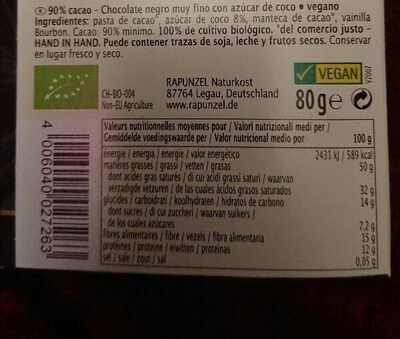 90% cacao - Chocolate negro muy fino con azúcar de coco • vegano
Ingredientes: pasta de cacao°, azúcar de coco 8%, manteca de cacao°, vainilla
Bourbon. Cacao: 90% mínimo. 100% de cultivo biológico. °del comercio justo -
HAND IN HAND. Puede contener trazas de soja, leche y frutos secos. Conservar
en lugar fresco y seco.
CH-BIO-004
Non-EU Agriculture
RAPUNZEL Naturkost
87764 Legau, Deutschland
www.rapunzel.de
VEGAN
V2007
80g e
4006040027263
Valeurs nutritionnelles moyennes pour / Valori nutrizionali medi per /
Gemiddelde voedingswaarde per / Valor nutricional medio por 100 g
énergie / energia / energie / valor energético 2431 kJ / 589 kcal
matières grasses / grassi / vetten / grasas 50 g
dont acides gras saturés / di cui acidi grassi saturi / waarvan
verzadigde vetzuren / de las cuales ácidos grasos saturados 32 g
glucides / carboidrati / koolhydraten / hidratos de carbono 14 g
dont sucres / di cui zuccheri / waarvan suikers /
de los cuales azúcares 7,2 g
fibres alimentaires / fibre / vezels / fibra alimentaria 15 g
protéines / proteine / eiwitten / proteínas 12 g
sel / sale / zout / sal 0,05 g